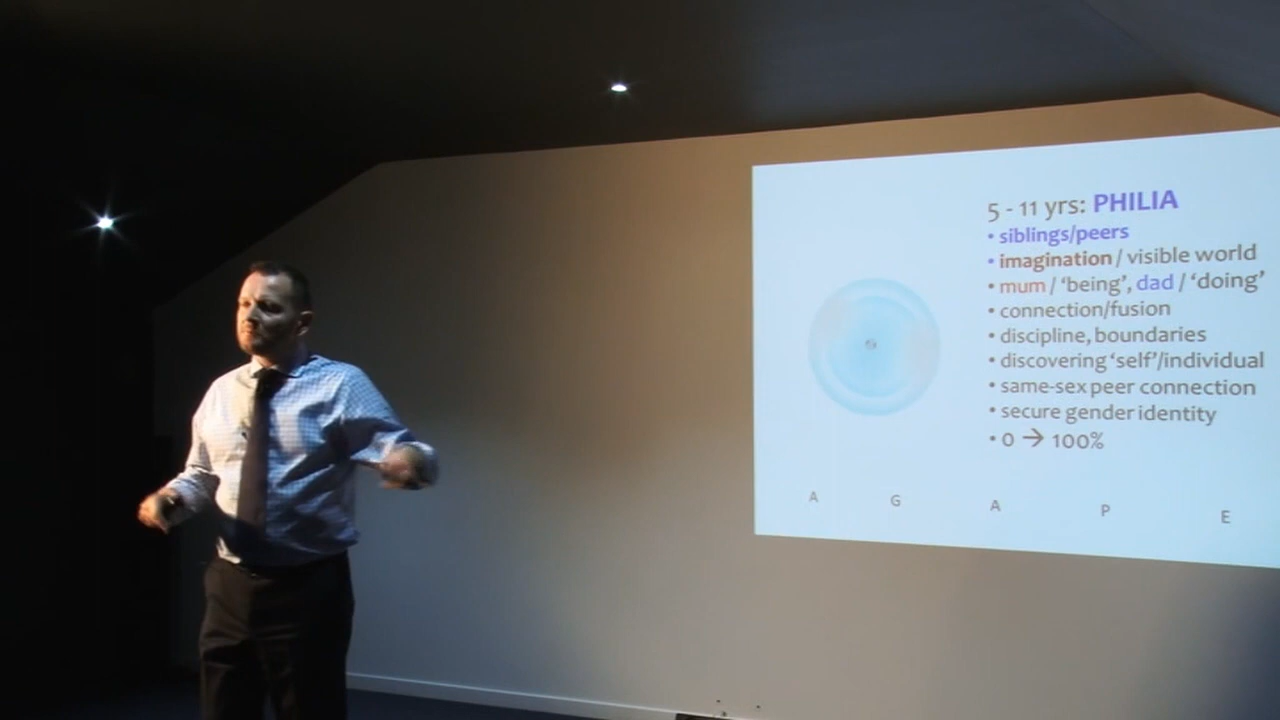 5 - 11 yrs: PHILIA
• siblings/peers
• imagination / visible world
• mum / ‘being’, dad / ‘doing’
• connection/fusion
• discipline, boundaries
• discovering ‘self’/individual
• same-sex peer connection
• secure gender identity
• 0 → 100%
A G A P E